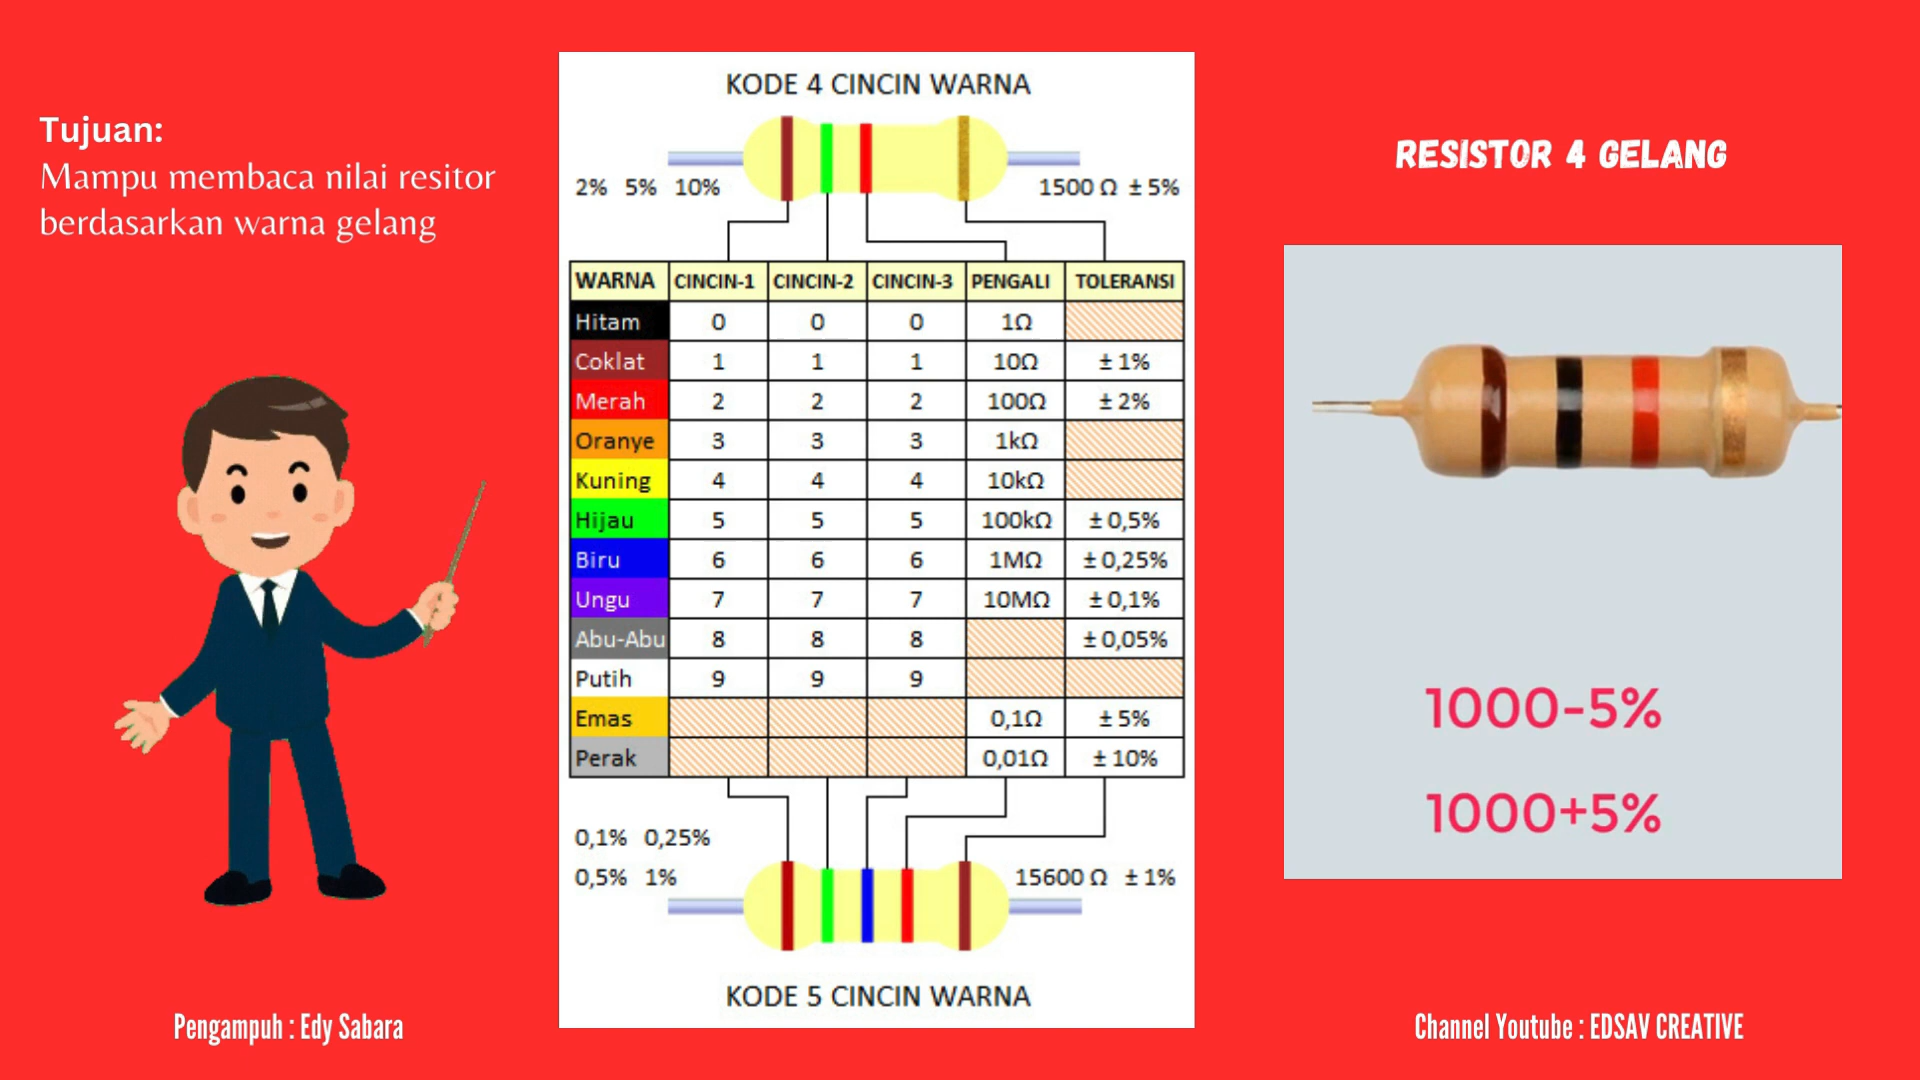 Tujuan:
Mampu membaca nilai resitor
berdasarkan warna gelang
Pengampuh : Edy Sabara
KODE 4 CINCIN WARNA
2% 5% 10%
1500 Ω ± 5%
WARNA CINCIN-1 CINCIN-2 CINCIN-3 PENGALI TOLERANSI
Hitam 0 0 0 1Ω
Coklat 1 1 1 10Ω ± 1%
Merah 2 2 2 100Ω ± 2%
Oranye 3 3 3 1kΩ
Kuning 4 4 4 10kΩ
Hijau 5 5 5 100kΩ ± 0,5%
Biru 6 6 6 1MΩ ± 0,25%
Ungu 7 7 7 10MΩ ± 0,1%
Abu-Abu 8 8 8 ± 0,05%
Putih 9 9 9
Emas 0,1Ω ± 5%
Perak 0,01Ω ± 10%
0,1% 0,25%
0,5% 1%
15600 Ω ± 1%
KODE 5 CINCIN WARNA
RESISTOR 4 GELANG
1000-5%
1000+5%
Channel Youtube : EDSAV CREATIVE